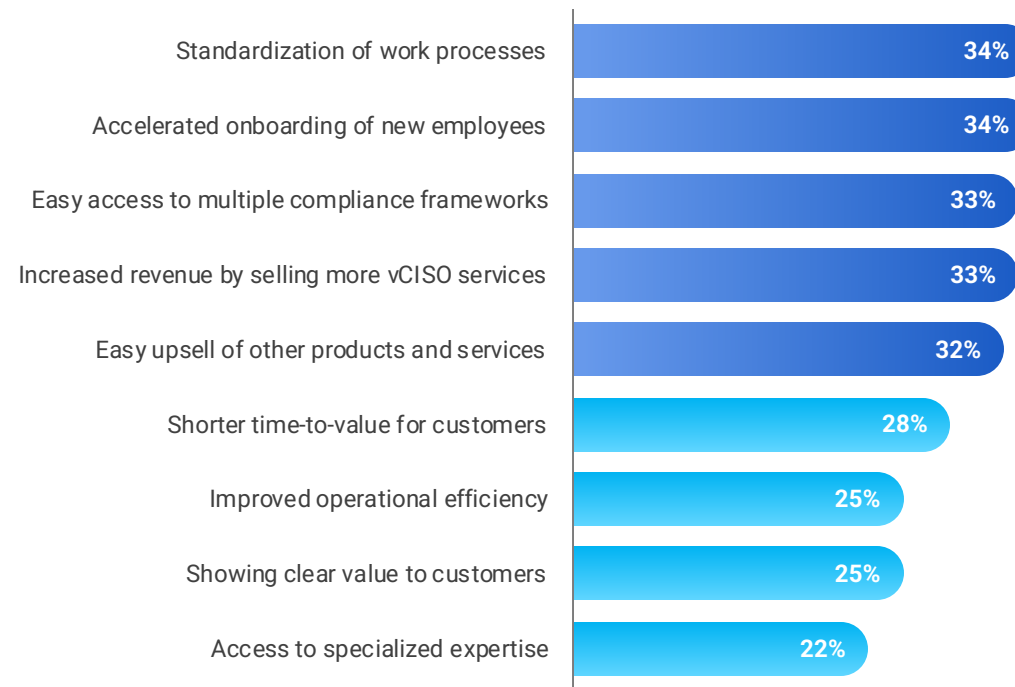 Standardization of work processes 34%
Accelerated onboarding of new employees 34%
Easy access to multiple compliance frameworks 33%
Increased revenue by selling more vCISO services 33%
Easy upsell of other products and services 32%
Shorter time-to-value for customers 28%
Improved operational efficiency 25%
Showing clear value to customers 25%
Access to specialized expertise 22%